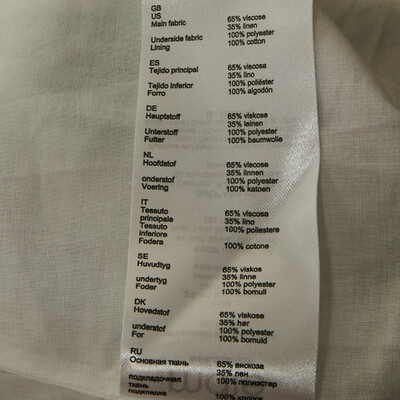 GB
US
Main fabric 65% viscose
35% linen
Underside fabric 100% polyester
Lining 100% cotton
ES
Tejido principal 65% viscosa
35% lino
Tejido inferior 100% poliéster
Forro 100% algodón
DE
Hauptstoff 65% viskose
35% leinen
Unterstoff 100% polyester
Futter 100% baumwolle
NL
Hoofdstof 65% viscose
35% linnen
onderstof 100% polyester
Voering 100% katoen
IT
Tessuto 65% viscosa
principale 35% lino
Tessuto 100% poliestere
inferiore
Fodera 100% cotone
SE
Huvudtyg 65% viskos
35% linne
undertyg 100% polyester
Foder 100% bomull
DK
Hovedstof 65% viskose
35% hør
understof 100% polyester
For 100% bomuld
RU
Основная ткань 65% вискоза
35% лен
подкладочная 100% полиэстер
ткань
подкладка 100% хлопок